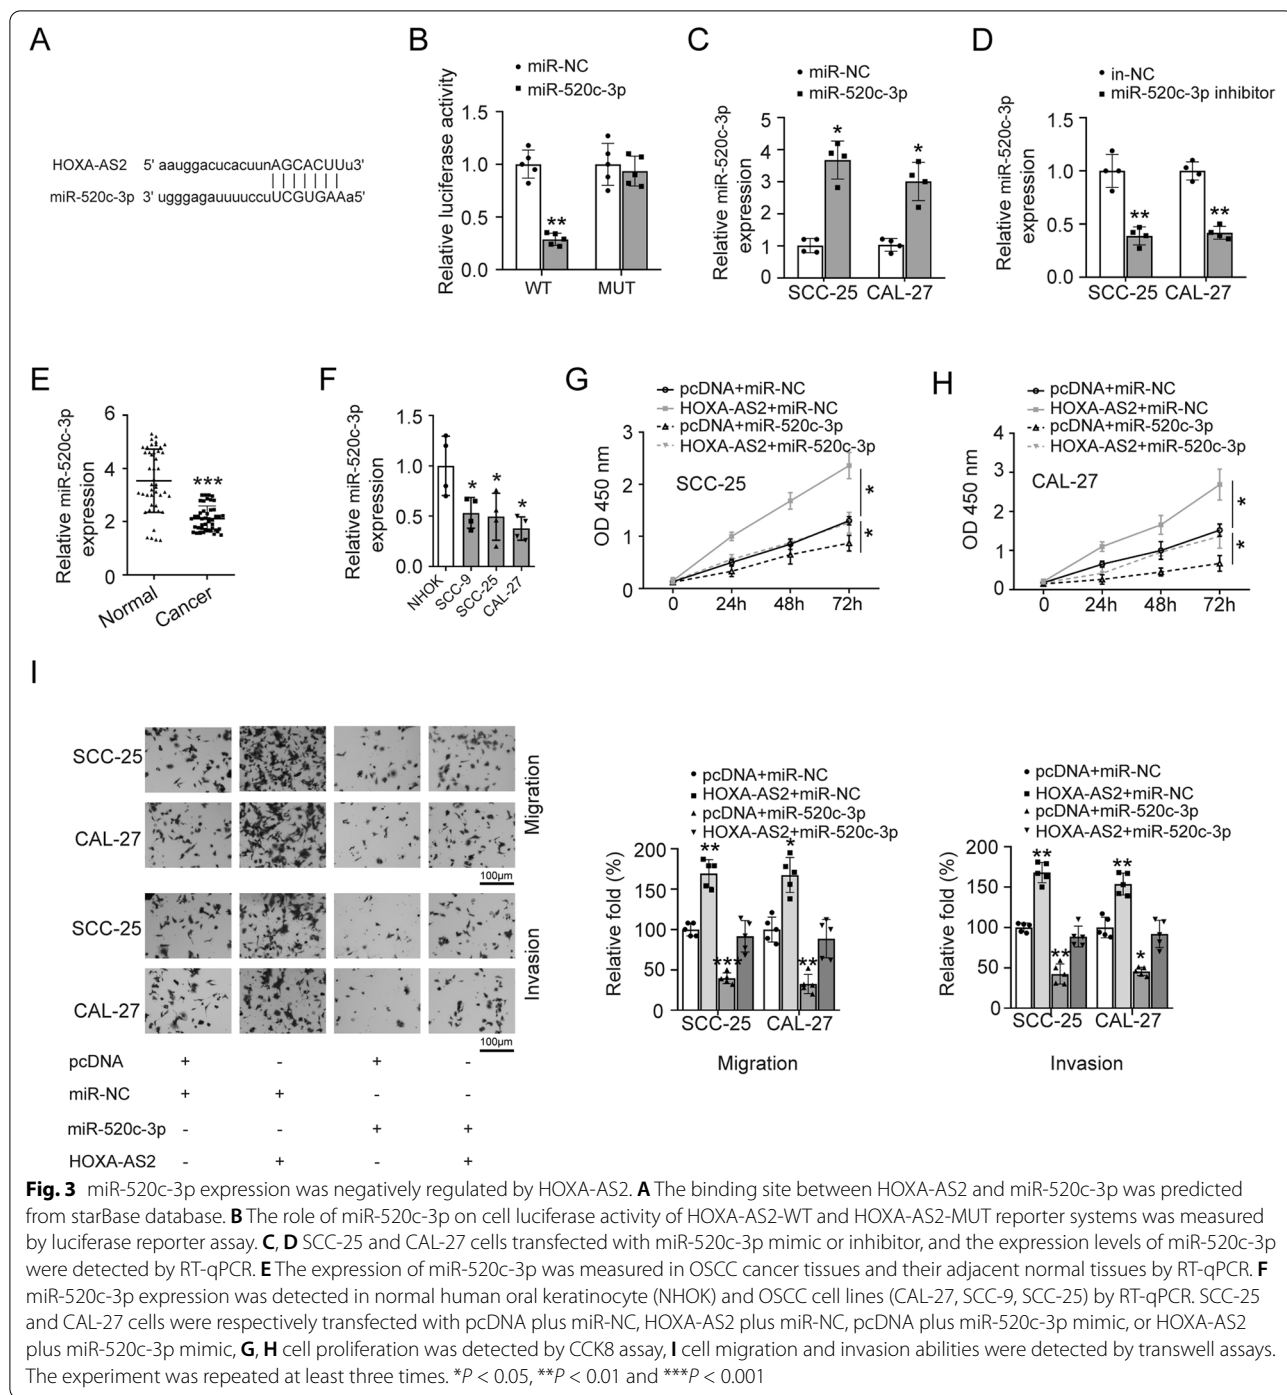 A
HOXA-AS2 5' aauggacucacuunAGCACUUu3'
miR-520c-3p 3' ugggagauuuuccuUCGUGAAa5'
B
miR-NC
miR-520c-3p
Relative luciferase activity
1.5
1.0
0.5
0.0
**
WT MUT
C
miR-NC
miR-520c-3p
Relative miR-520c-3p
expression
5
4
3
2
1
0
*
*
SCC-25 CAL-27
D
in-NC
miR-520c-3p inhibitor
Relative miR-520c-3p
expression
1.5
1.0
0.5
0.0
**
**
SCC-25 CAL-27
E
Relative miR-520c-3p
expression
6
4
2
0
***
Normal
Cancer
F
Relative miR-520c-3p
expression
1.5
1.0
0.5
0.0
*
*
*
NHOK
SCC-9
SCC-25
CAL-27
G
pcDNA+miR-NC
HOXA-AS2+miR-NC
pcDNA+miR-520c-3p
HOXA-AS2+miR-520c-3p
OD 450 nm
3
2
1
0
SCC-25
*
*
0 24h 48h 72h
H
pcDNA+miR-NC
HOXA-AS2+miR-NC
pcDNA+miR-520c-3p
HOXA-AS2+miR-520c-3p
OD 450 nm
4
3
2
1
0
CAL-27
*
*
0 24h 48h 72h
I
SCC-25
CAL-27
Migration
100μm
SCC-25
CAL-27
Invasion
100μm
pcDNA + - + -
miR-NC + + - -
miR-520c-3p - - + +
HOXA-AS2 - + - +
pcDNA+miR-NC
HOXA-AS2+miR-NC
pcDNA+miR-520c-3p
HOXA-AS2+miR-520c-3p
Relative fold (%)
200
150
100
50
0
**
***
*
**
SCC-25 CAL-27
Migration
pcDNA+miR-NC
HOXA-AS2+miR-NC
pcDNA+miR-520c-3p
HOXA-AS2+miR-520c-3p
Relative fold (%)
200
150
100
50
0
**
**
**
*
SCC-25 CAL-27
Invasion
Fig. 3 miR-520c-3p expression was negatively regulated by HOXA-AS2. A The binding site between HOXA-AS2 and miR-520c-3p was predicted
from starBase database. B The role of miR-520c-3p on cell luciferase activity of HOXA-AS2-WT and HOXA-AS2-MUT reporter systems was measured
by luciferase reporter assay. C, D SCC-25 and CAL-27 cells transfected with miR-520c-3p mimic or inhibitor, and the expression levels of miR-520c-3p
were detected by RT-qPCR. E The expression of miR-520c-3p was measured in OSCC cancer tissues and their adjacent normal tissues by RT-qPCR. F
miR-520c-3p expression was detected in normal human oral keratinocyte (NHOK) and OSCC cell lines (CAL-27, SCC-9, SCC-25) by RT-qPCR. SCC-25
and CAL-27 cells were respectively transfected with pcDNA plus miR-NC, HOXA-AS2 plus miR-NC, pcDNA plus miR-520c-3p mimic, or HOXA-AS2
plus miR-520c-3p mimic, G, H cell proliferation was detected by CCK8 assay, I cell migration and invasion abilities were detected by transwell assays.
The experiment was repeated at least three times. *P < 0.05, **P < 0.01 and ***P < 0.001